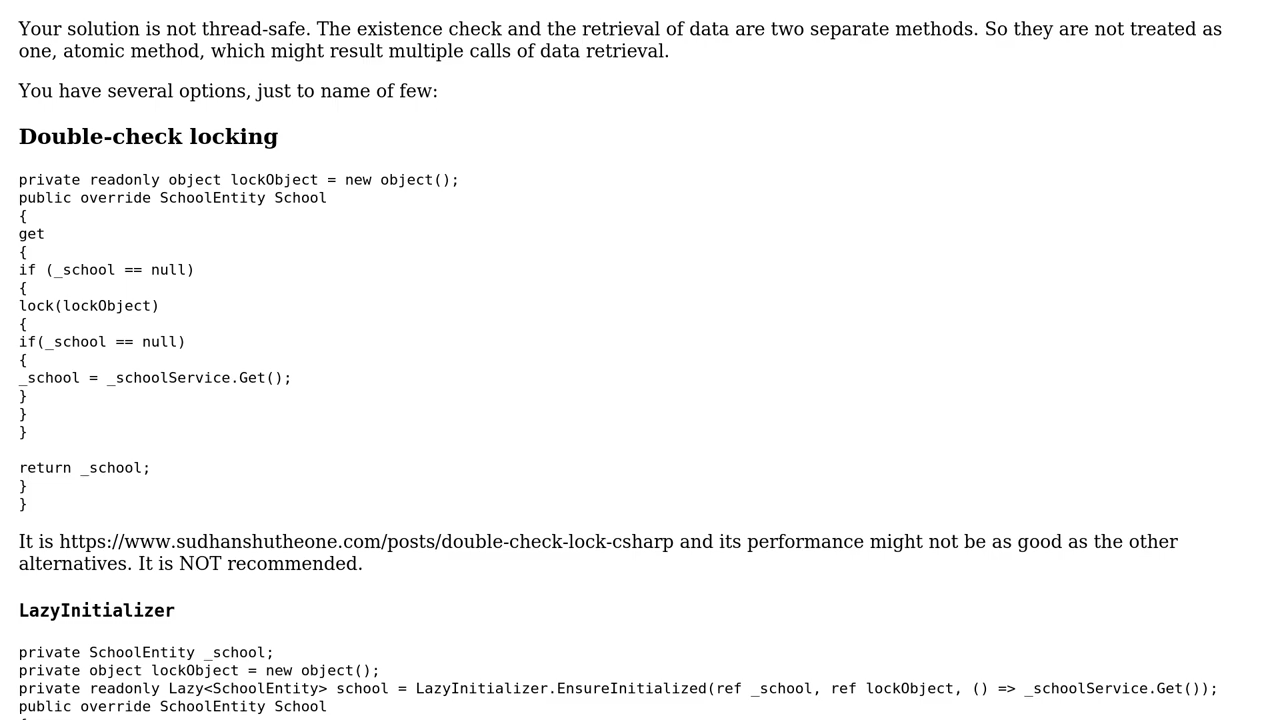 Your solution is not thread-safe. The existence check and the retrieval of data are two separate methods. So they are not treated as
one, atomic method, which might result multiple calls of data retrieval.
You have several options, just to name of few:
Double-check locking
private readonly object lockObject = new object();
public override SchoolEntity School
{
get
{
if (_school == null)
{
lock(lockObject)
{
if(_school == null)
{
_school = _schoolService.Get();
}
}
}
return _school;
}
}
It is https://www.sudhanshutheone.com/posts/double-check-lock-csharp and its performance might not be as good as the other
alternatives. It is NOT recommended.
LazyInitializer
private SchoolEntity _school;
private object lockObject = new object();
private readonly Lazy<SchoolEntity> school = LazyInitializer.EnsureInitialized(ref _school, ref lockObject, () => _schoolService.Get());
public override SchoolEntity School